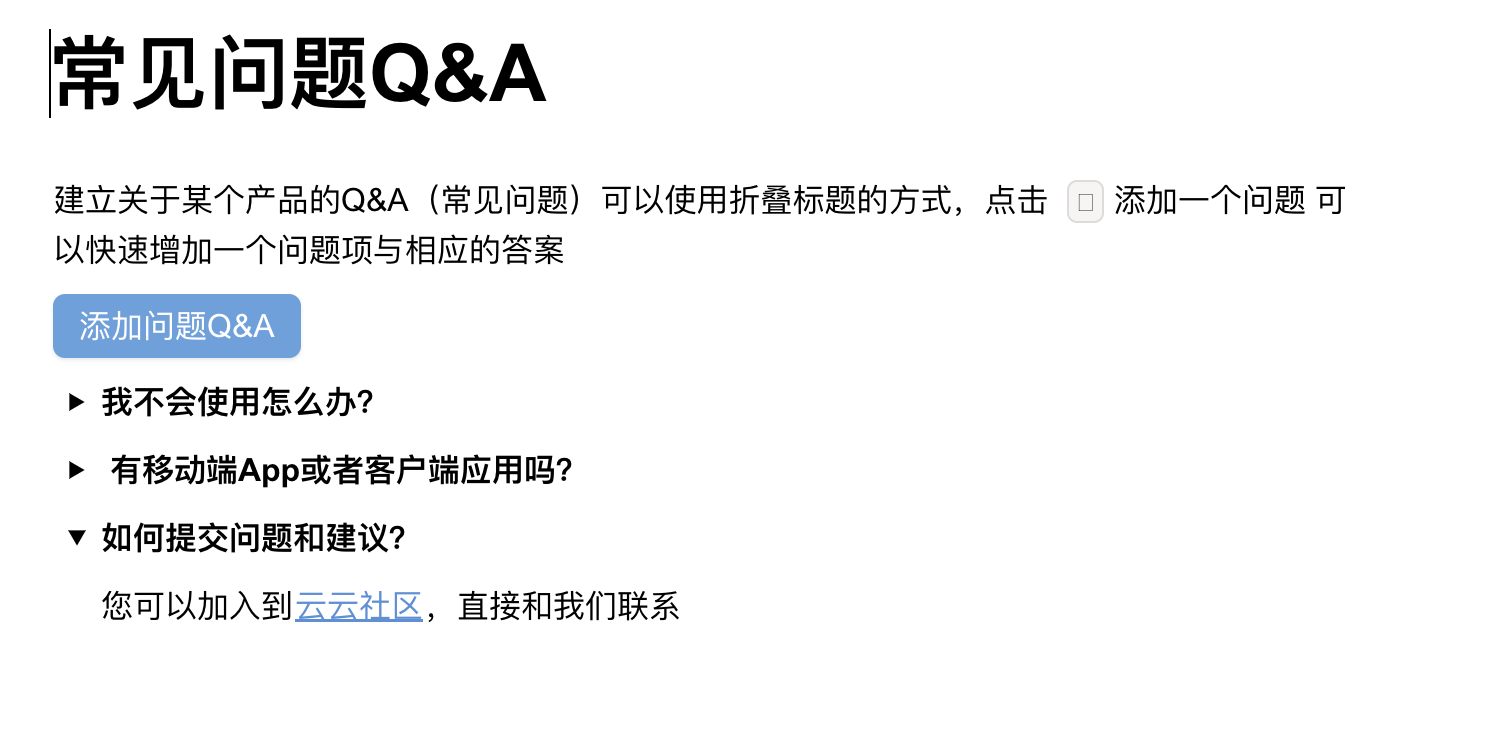 常见问题Q&A
建立关于某个产品的Q&A（常见问题）可以使用折叠标题的方式，点击 添加一个问题 可
以快速增加一个问题项与相应的答案
添加问题Q&A
我不会使用怎么办?
有移动端App或者客户端应用吗?
如何提交问题和建议?
您可以加入到云云社区，直接和我们联系